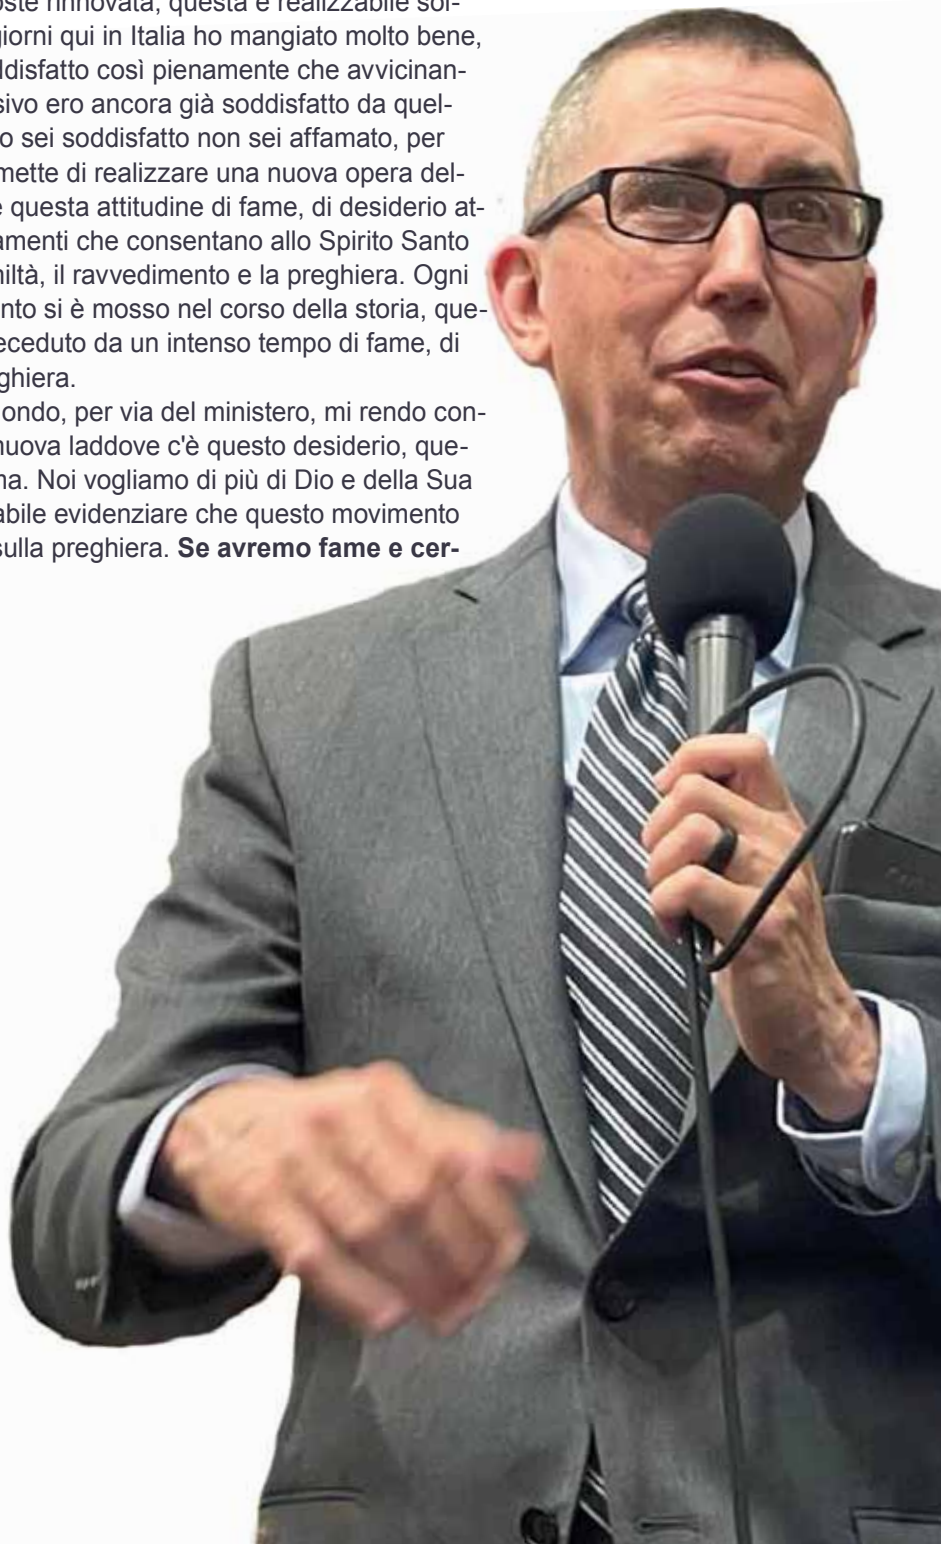 rinnovata, questa è realizzabile sol-
giorni qui in Italia ho mangiato molto bene,
ddisfatto così pienamente che avvicinan-
sivo ero ancora già soddisfatto da quel-
o sei soddisfatto non sei affamato, per
mette di realizzare una nuova opera del-
e questa attitudine di fame, di desiderio at-
amenti che consentano allo Spirito Santo
niltà, il ravvedimento e la preghiera. Ogni
anto si è mosso nel corso della storia, que-
eceduto da un intenso tempo di fame, di
ghiera.
ondo, per via del ministero, mi rendo con-
nuova laddove c'è questo desiderio, que-
na. Noi vogliamo di più di Dio e della Sua
abile evidenziare che questo movimento
sulla preghiera. Se avremo fame e cer-